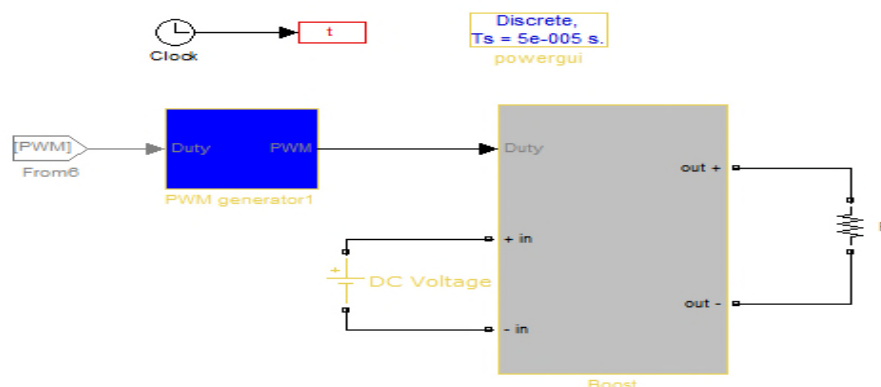 Discrete,
Ts = 5e-005 s.
powergui
t
Clock
[PWM]
From6
Duty
PWM
PWM generator1
Duty
out +
+ in
DC Voltage
- in
out -
Boost